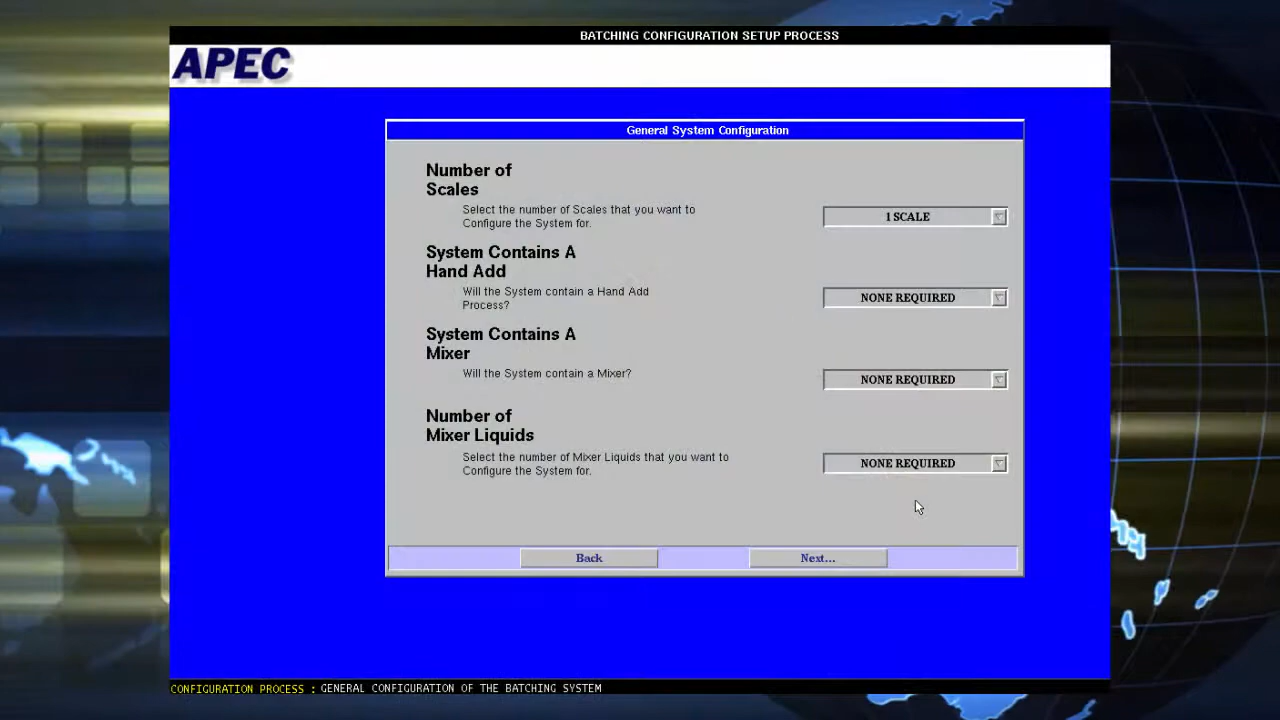 BATCHING CONFIGURATION SETUP PROCESS
APEC
General System Configuration
Number of
Scales
Select the number of Scales that you want to
Configure the System for.
1 SCALE
System Contains A
Hand Add
Will the System contain a Hand Add
Process?
NONE REQUIRED
System Contains A
Mixer
Will the System contain a Mixer?
NONE REQUIRED
Number of
Mixer Liquids
Select the number of Mixer Liquids that you want to
Configure the System for.
NONE REQUIRED
Back
Next...
CONFIGURATION PROCESS : GENERAL CONFIGURATION OF THE BATCHING SYSTEM